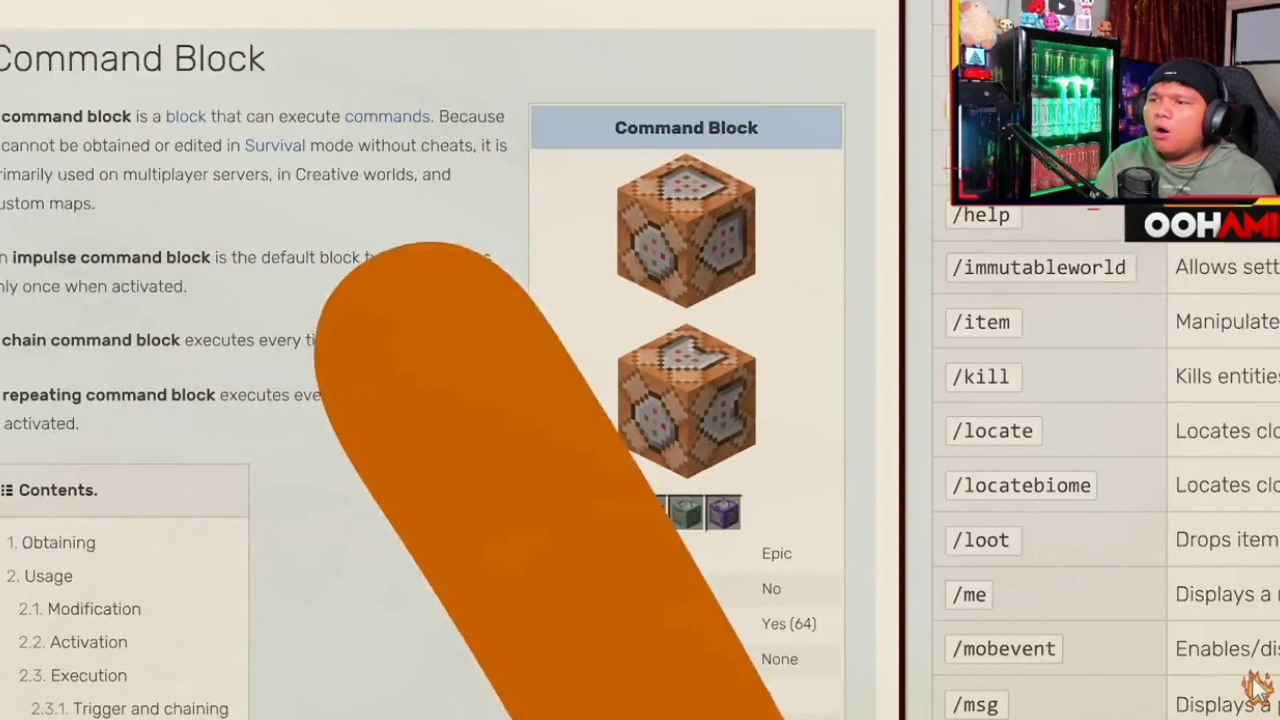 Command Block
command block is a block that can execute commands. Because
cannot be obtained or edited in Survival mode without cheats, it is
rimarily used on multiplayer servers, in Creative worlds, and
ustom maps.
n impulse command block is the default block
nly once when activated.
chain command block executes every ti
repeating command block executes eve
activated.
Contents.
1. Obtaining
2. Usage
2.1. Modification
2.2. Activation
2.3. Execution
2.3.1. Trigger and chaining
Command Block
Epic
No
Yes (64)
None
OOHAMI
/help
/immutableworld Allows sett
/item Manipulate
/kill Kills entitie
/locate Locates clo
/locatebiome Locates clo
/loot Drops item
/me Displays a
/mobevent Enables/di
/msg Displays a